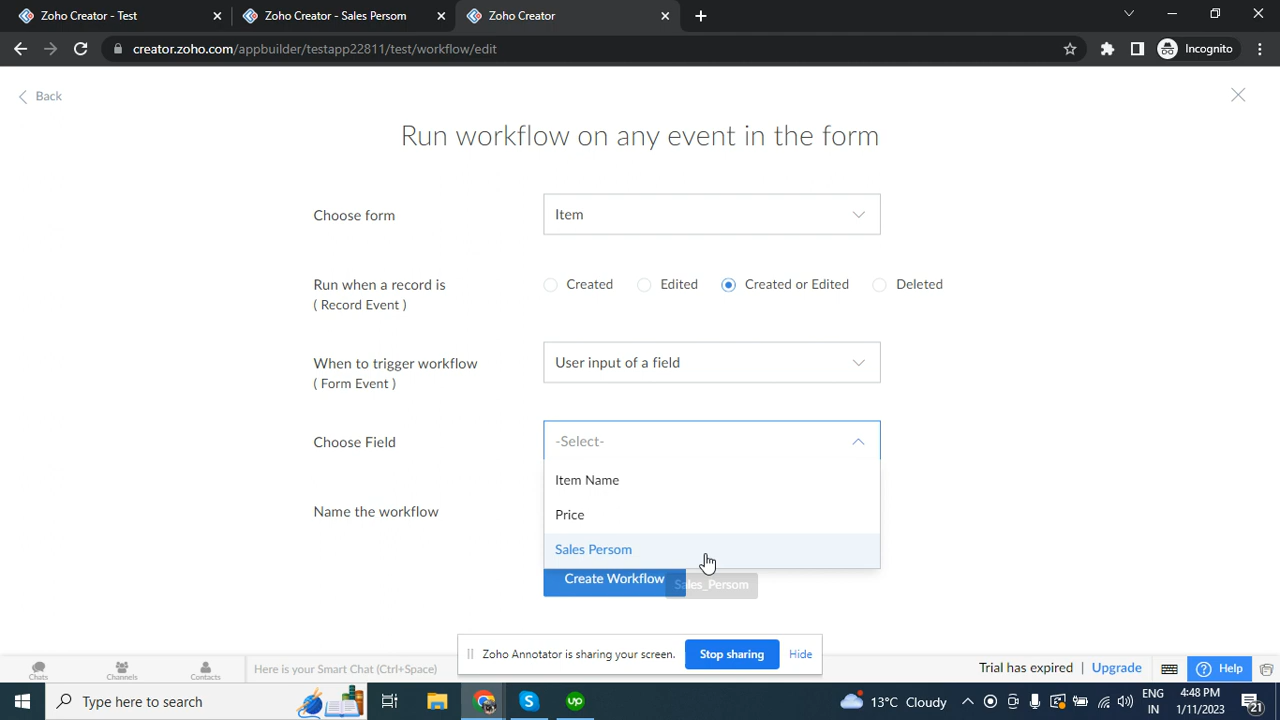 Zoho Creator - Test
Zoho Creator - Sales Persom
Zoho Creator
creator.zoho.com/appbuilder/testapp22811/test/workflow/edit
Incognito
Back
Run workflow on any event in the form
Choose form
Item
Run when a record is
( Record Event )
Created
Edited
Created or Edited
Deleted
When to trigger workflow
( Form Event )
User input of a field
Choose Field
-Select-
Item Name
Price
Sales Persom
Name the workflow
Create Workflow
Sales_Persom
Zoho Annotator is sharing your screen.
Stop sharing
Hide
Chats
Channels
Contacts
Here is your Smart Chat (Ctrl+Space)
Trial has expired
Upgrade
Help
Type here to search
up
13°C Cloudy
ENG
IN
4:48 PM
1/11/2023
21